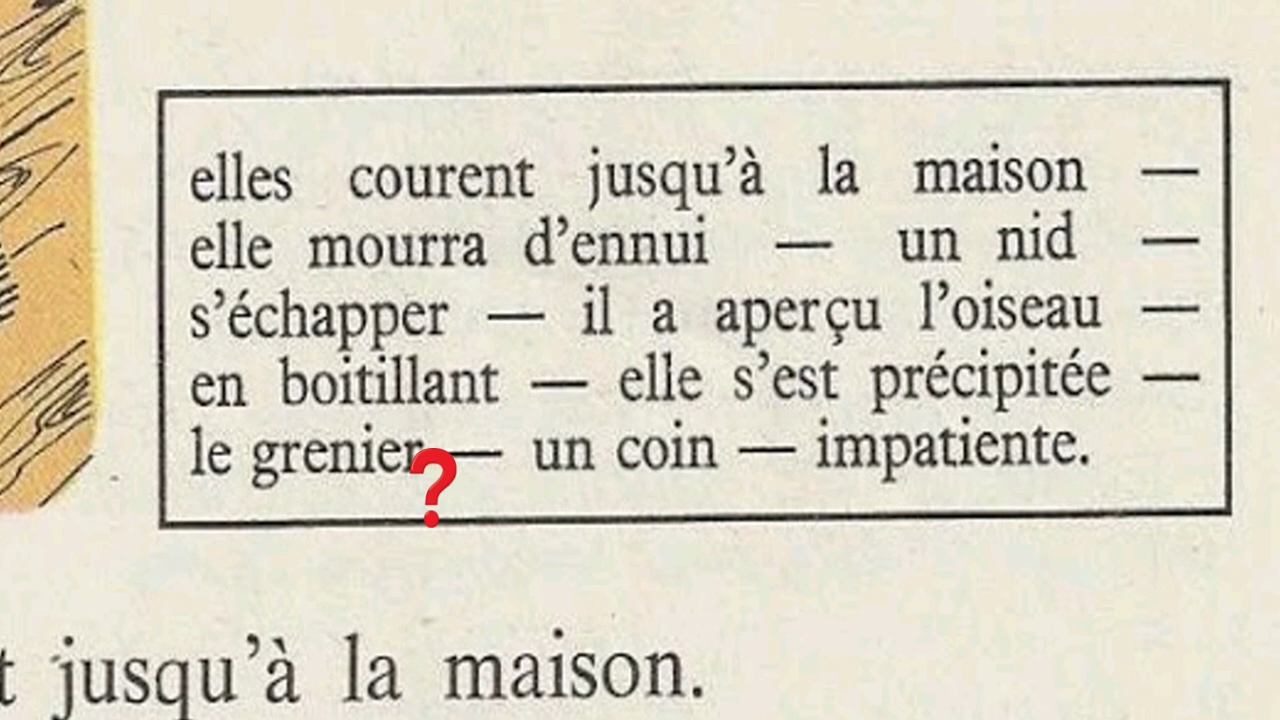 elles courent jusqu'à la maison —
elle mourra d'ennui — un nid —
s'échapper — il a aperçu l'oiseau —
en boitillant — elle s'est précipitée —
le grenier — un coin — impatiente.
?
t jusqu'à la maison.